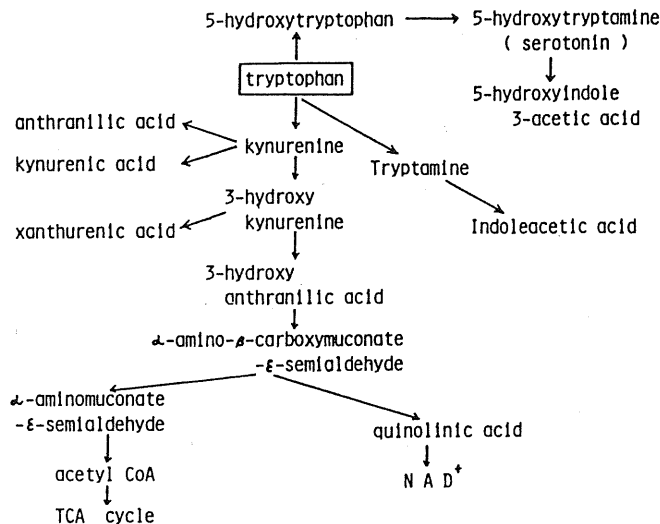 5-hydroxytryptophan
5-hydroxytryptamine
( serotonin )
tryptophan
5-hydroxyindole
3-acetic acid
anthranilic acid
kynurenine
kynurenic acid
Tryptamine
3-hydroxy
kynurenine
xanthurenic acid
Indoleacetic acid
3-hydroxy
anthranilic acid
α-amino-β-carboxymuconate
-ε-semialdehyde
α-aminomuconate
-ε-semialdehyde
quinolinic acid
acetyl CoA
N A D+
TCA cycle